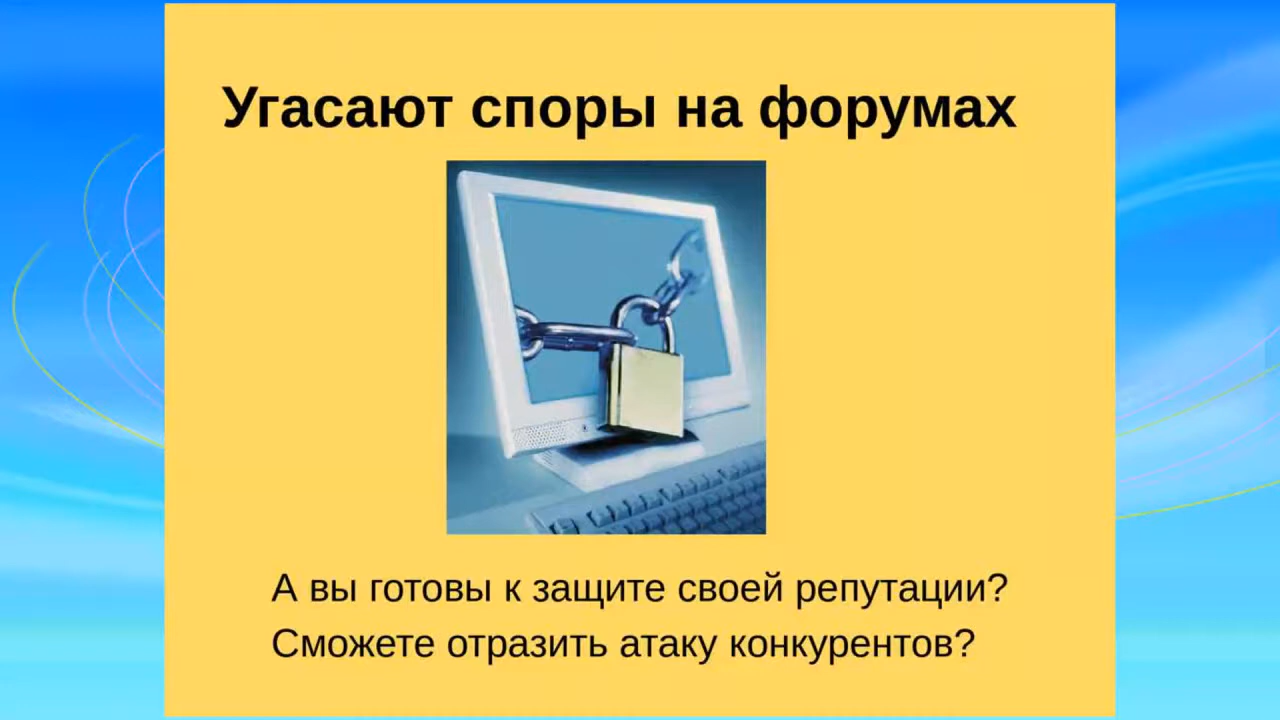 Угасают споры на форумах
А вы готовы к защите своей репутации?
Сможете отразить атаку конкурентов?